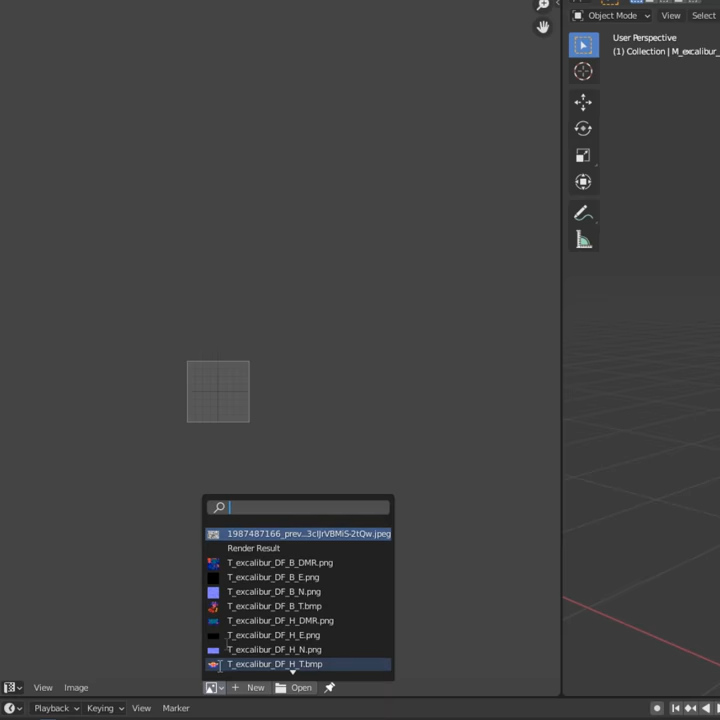 Object Mode View Select
User Perspective
(1) Collection | M_excalibur_
1987487166_prev...3cIJrVBMiS-2tQw.jpeg
Render Result
T_excalibur_DF_B_DMR.png
T_excalibur_DF_B_E.png
T_excalibur_DF_B_N.png
T_excalibur_DF_B_T.bmp
T_excalibur_DF_H_DMR.png
T_excalibur_DF_H_E.png
T_excalibur_DF_H_N.png
T_excalibur_DF_H_T.bmp
View Image + New Open
Playback Keying View Marker